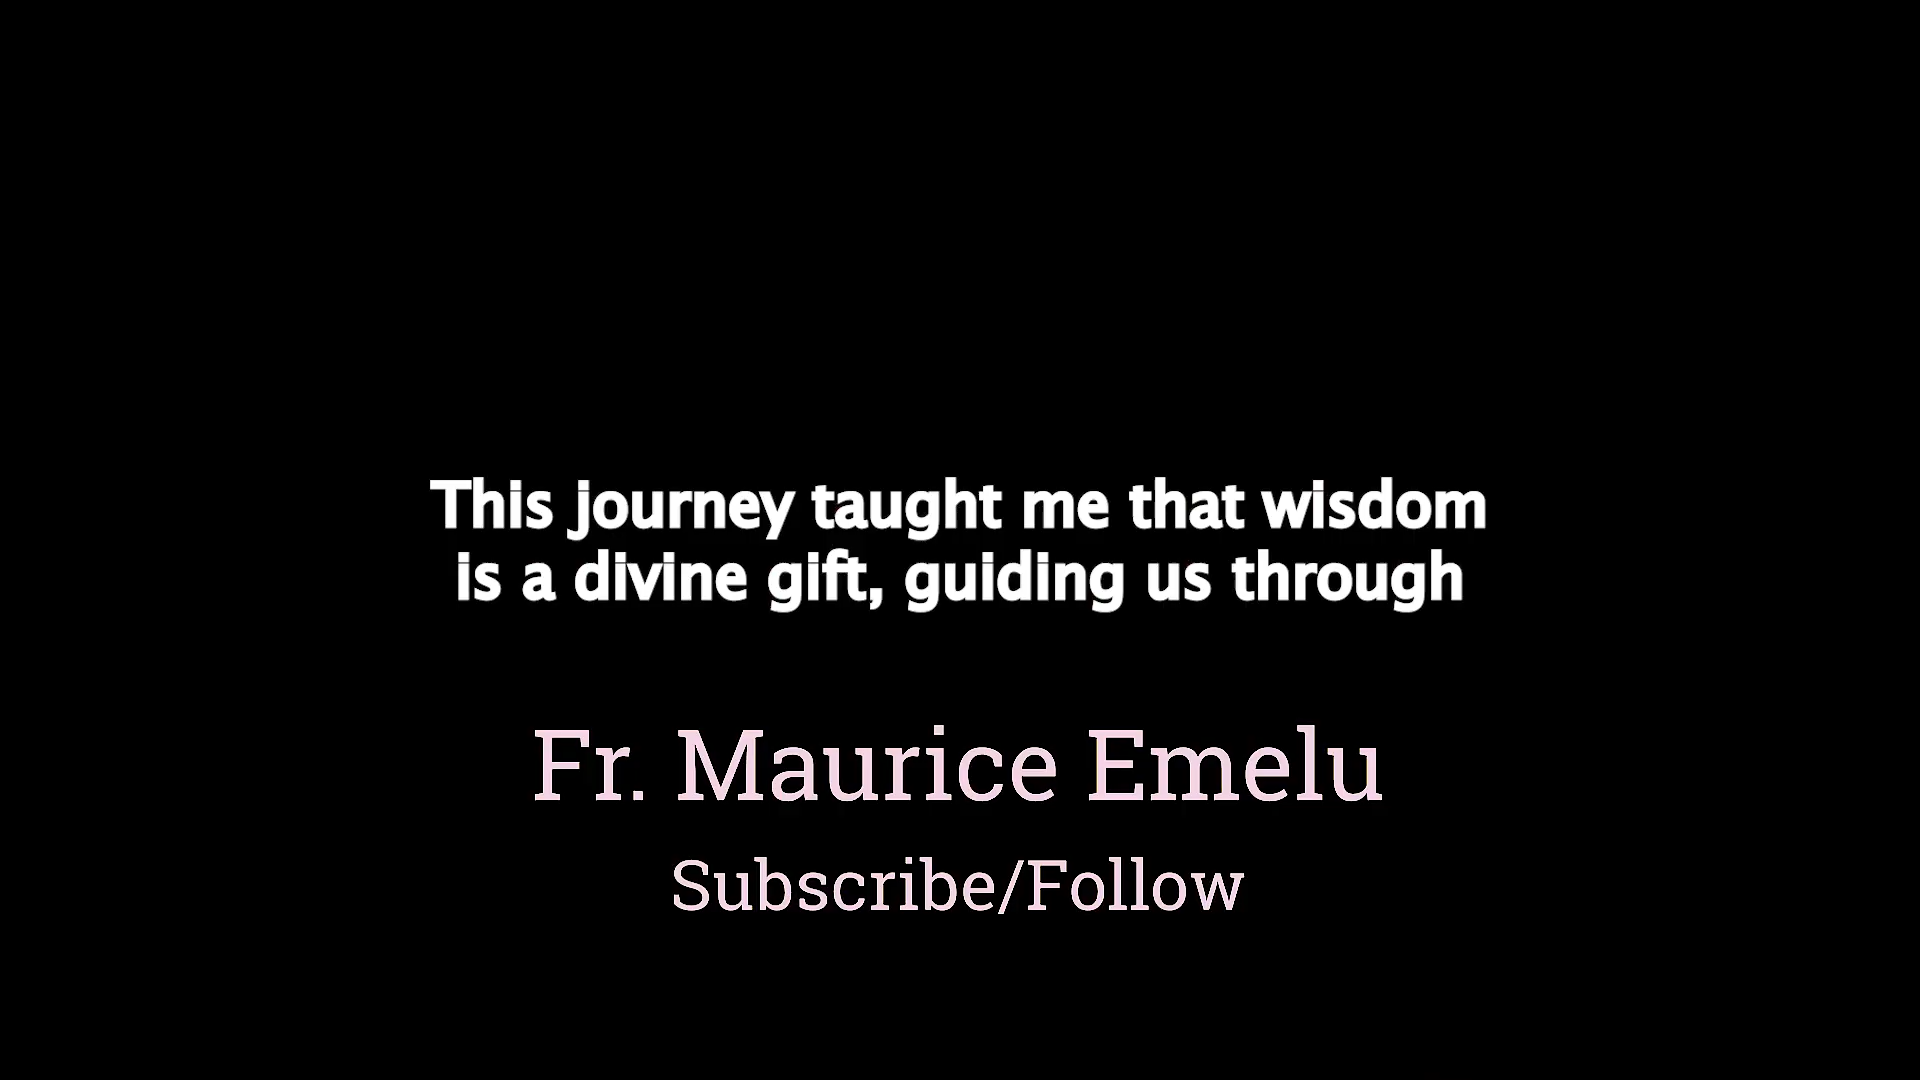 This journey taught me that wisdom
is a divine gift, guiding us through
Fr. Maurice Emelu
Subscribe/Follow